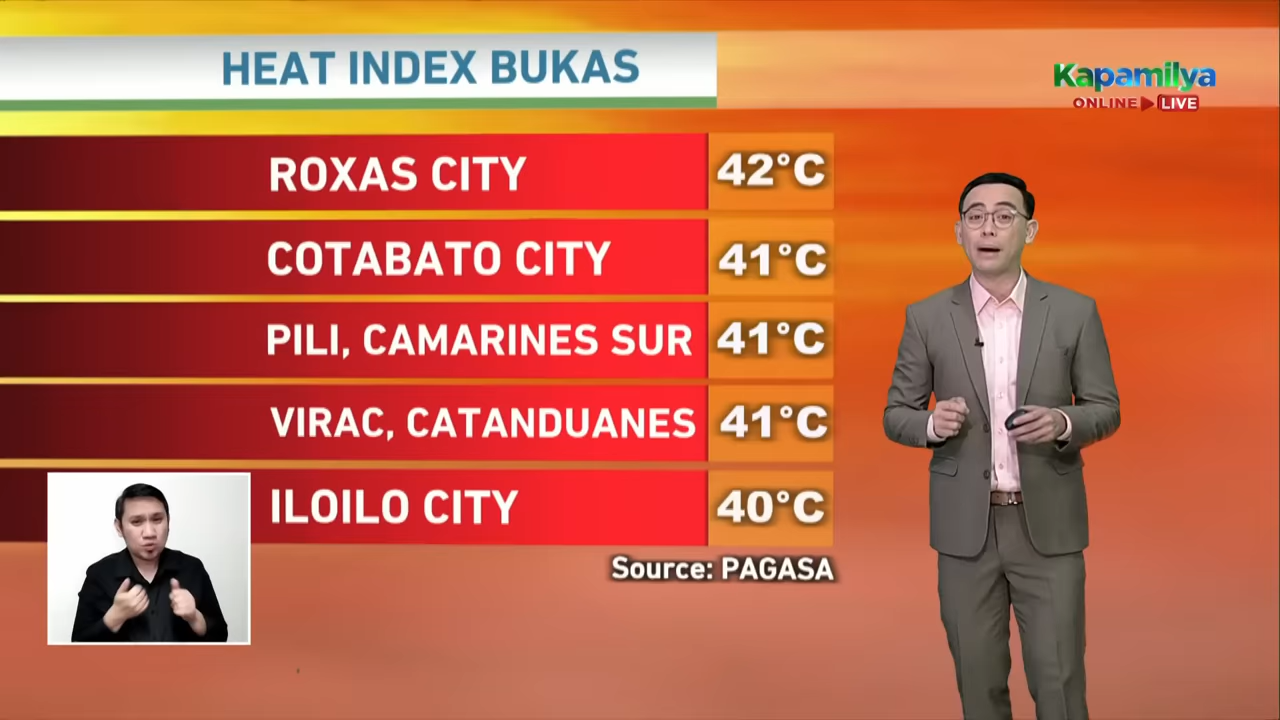 HEAT INDEX BUKAS
Kapamilya
ONLINE LIVE
ROXAS CITY 42°C
COTABATO CITY 41°C
PILI, CAMARINES SUR 41°C
VIRAC, CATANDUANES 41°C
ILOILO CITY 40°C
Source: PAGASA